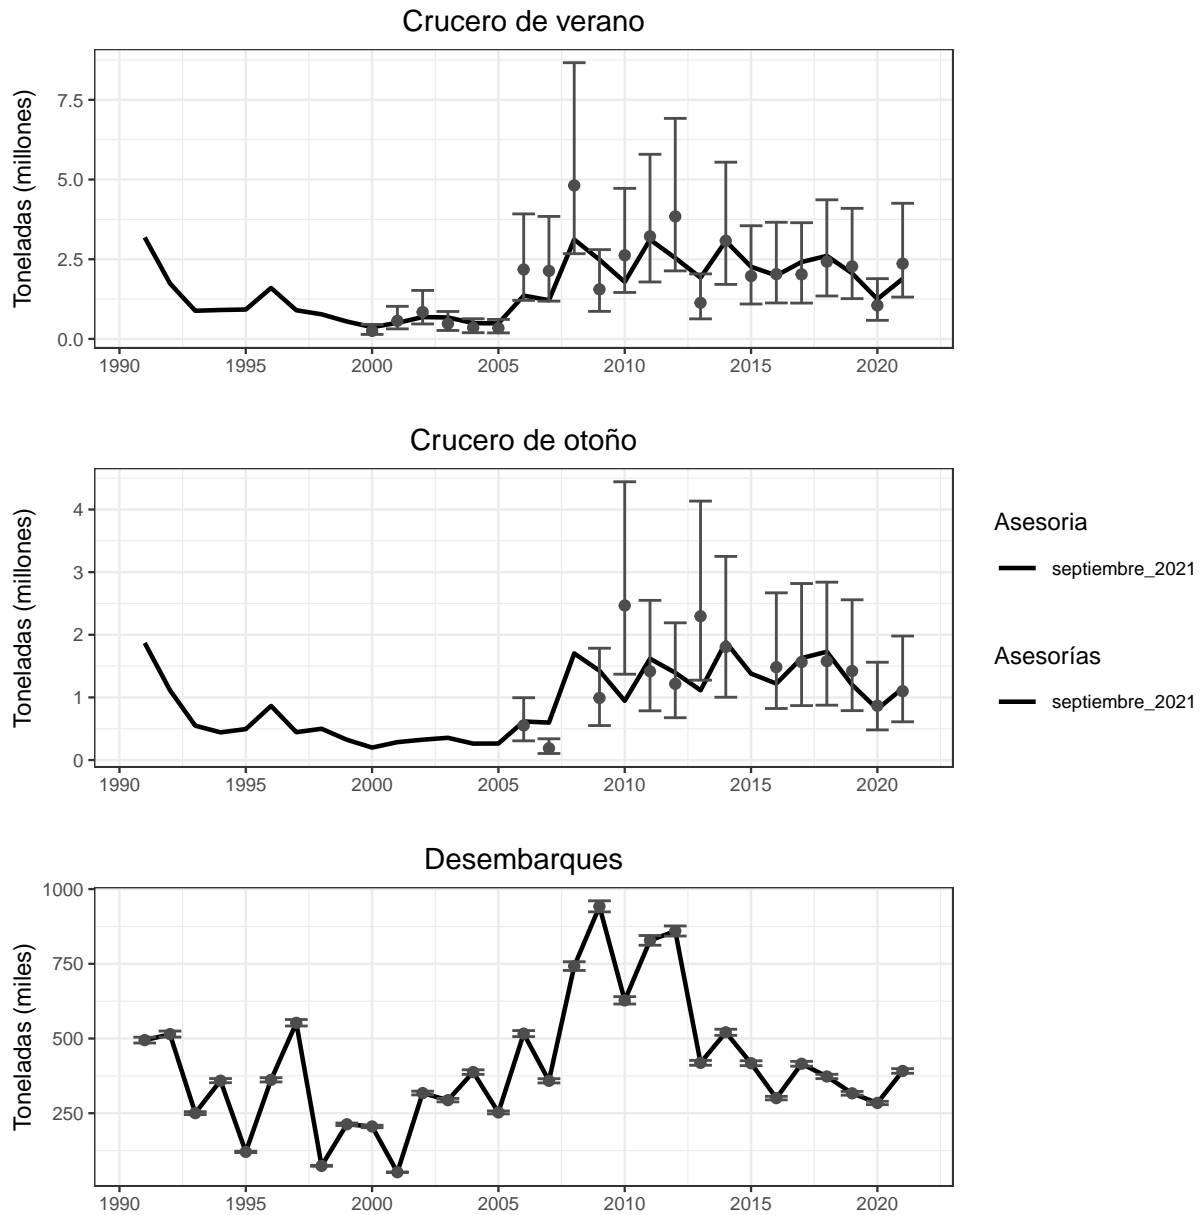 Crucero de verano
Toneladas (millones)
7.5
5.0
2.5
0.0
1990 1995 2000 2005 2010 2015 2020
Crucero de otoño
Toneladas (millones)
4
3
2
1
0
1990 1995 2000 2005 2010 2015 2020
Asesoria
septiembre_2021
Asesorías
septiembre_2021
Desembarques
Toneladas (miles)
1000
750
500
250
1990 1995 2000 2005 2010 2015 2020